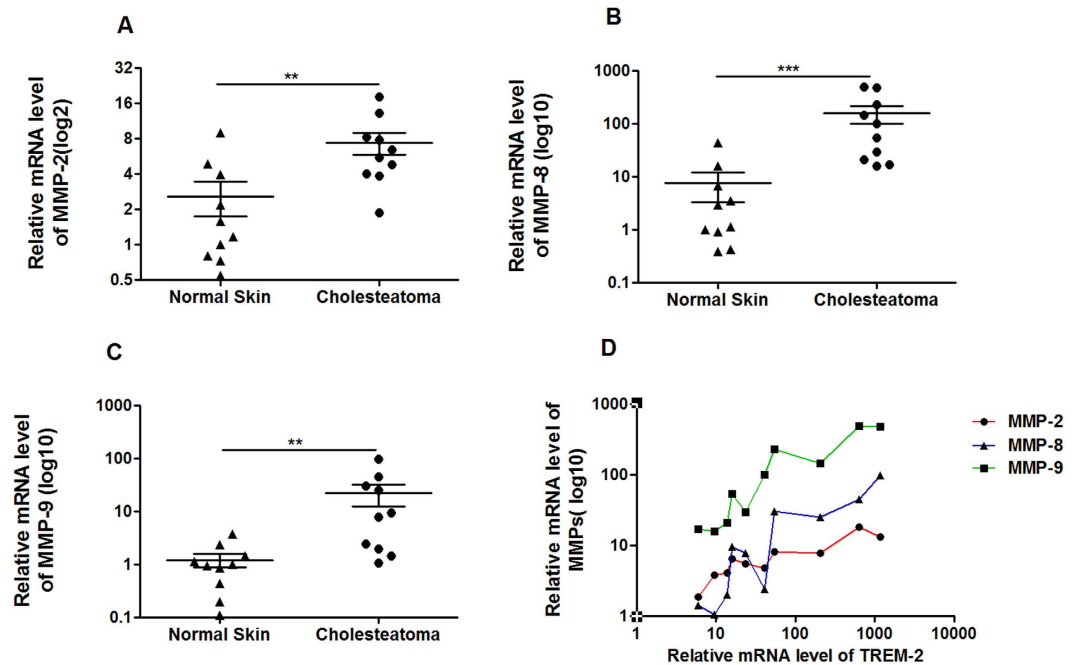 A
Relative mRNA level
of MMP-2(log2)
32
16
8
4
2
1
0.5
**
Normal Skin
Cholesteatoma
B
Relative mRNA level
of MMP-8 (log10)
1000
100
10
1
0.1
***
Normal Skin
Cholesteatoma
C
Relative mRNA level
of MMP-9 (log10)
1000
100
10
1
0.1
**
Normal Skin
Cholesteatoma
D
Relative mRNA level of
MMPs( log10)
1000
100
10
1
1
10
100
1000
10000
Relative mRNA level of TREM-2
MMP-2
MMP-8
MMP-9